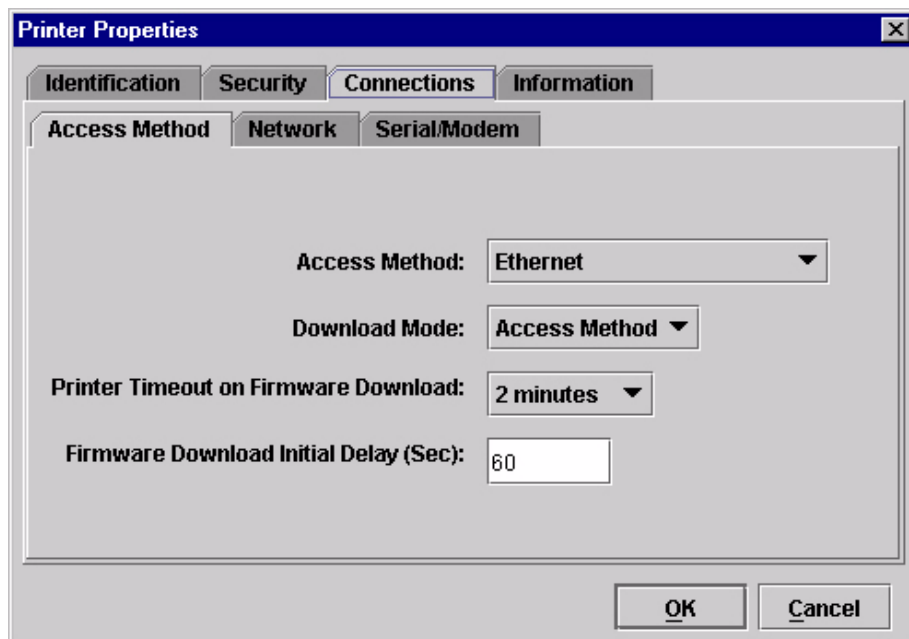 Printer Properties
Identification Security Connections Information
Access Method Network Serial/Modem
Access Method: Ethernet
Download Mode: Access Method
Printer Timeout on Firmware Download: 2 minutes
Firmware Download Initial Delay (Sec): 60
OK Cancel